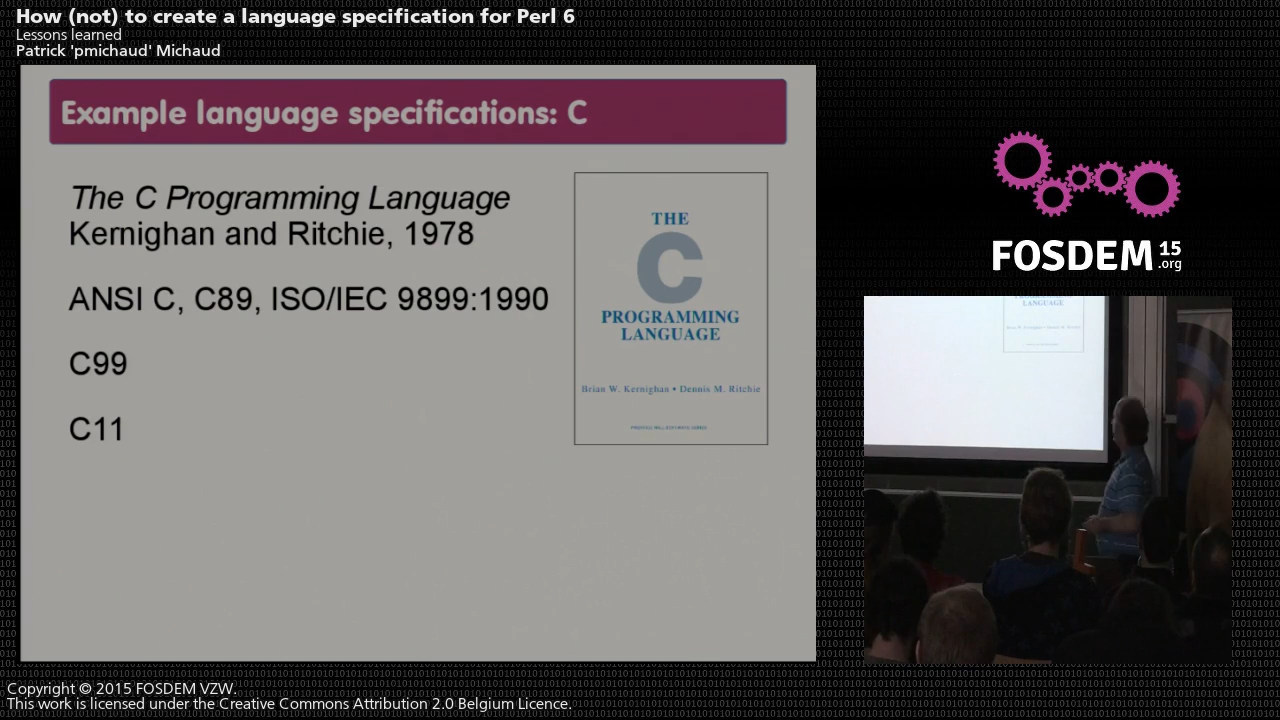 How (not) to create a language specification for Perl 6
Lessons learned
Patrick 'pmichaud' Michaud
Example language specifications: C
The C Programming Language
Kernighan and Ritchie, 1978
ANSI C, C89, ISO/IEC 9899:1990
C99
C11
THE
C
PROGRAMMING
LANGUAGE
Brian W. Kernighan • Dennis M. Ritchie
FOSDEM 15
.org
Copyright © 2015 FOSDEM VZW.
This work is licensed under the Creative Commons Attribution 2.0 Belgium Licence.